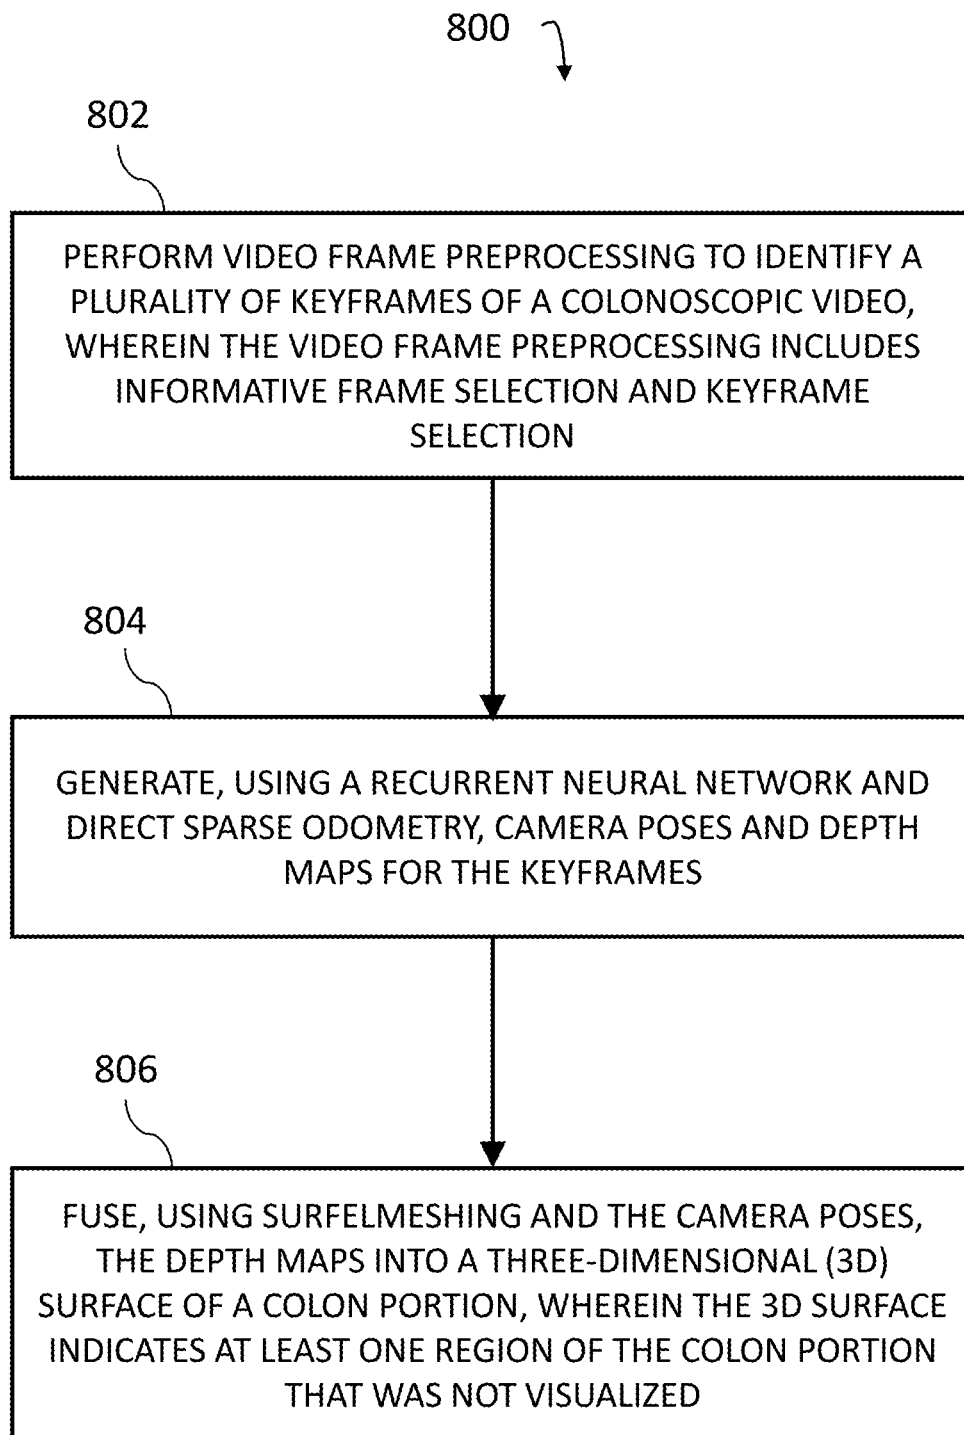 800
802
PERFORM VIDEO FRAME PREPROCESSING TO IDENTIFY A
PLURALITY OF KEYFRAMES OF A COLONOSCOPIC VIDEO,
WHEREIN THE VIDEO FRAME PREPROCESSING INCLUDES
INFORMATIVE FRAME SELECTION AND KEYFRAME
SELECTION
804
GENERATE, USING A RECURRENT NEURAL NETWORK AND
DIRECT SPARSE ODOMETRY, CAMERA POSES AND DEPTH
MAPS FOR THE KEYFRAMES
806
FUSE, USING SURFELMESHING AND THE CAMERA POSES,
THE DEPTH MAPS INTO A THREE-DIMENSIONAL (3D)
SURFACE OF A COLON PORTION, WHEREIN THE 3D SURFACE
INDICATES AT LEAST ONE REGION OF THE COLON PORTION
THAT WAS NOT VISUALIZED